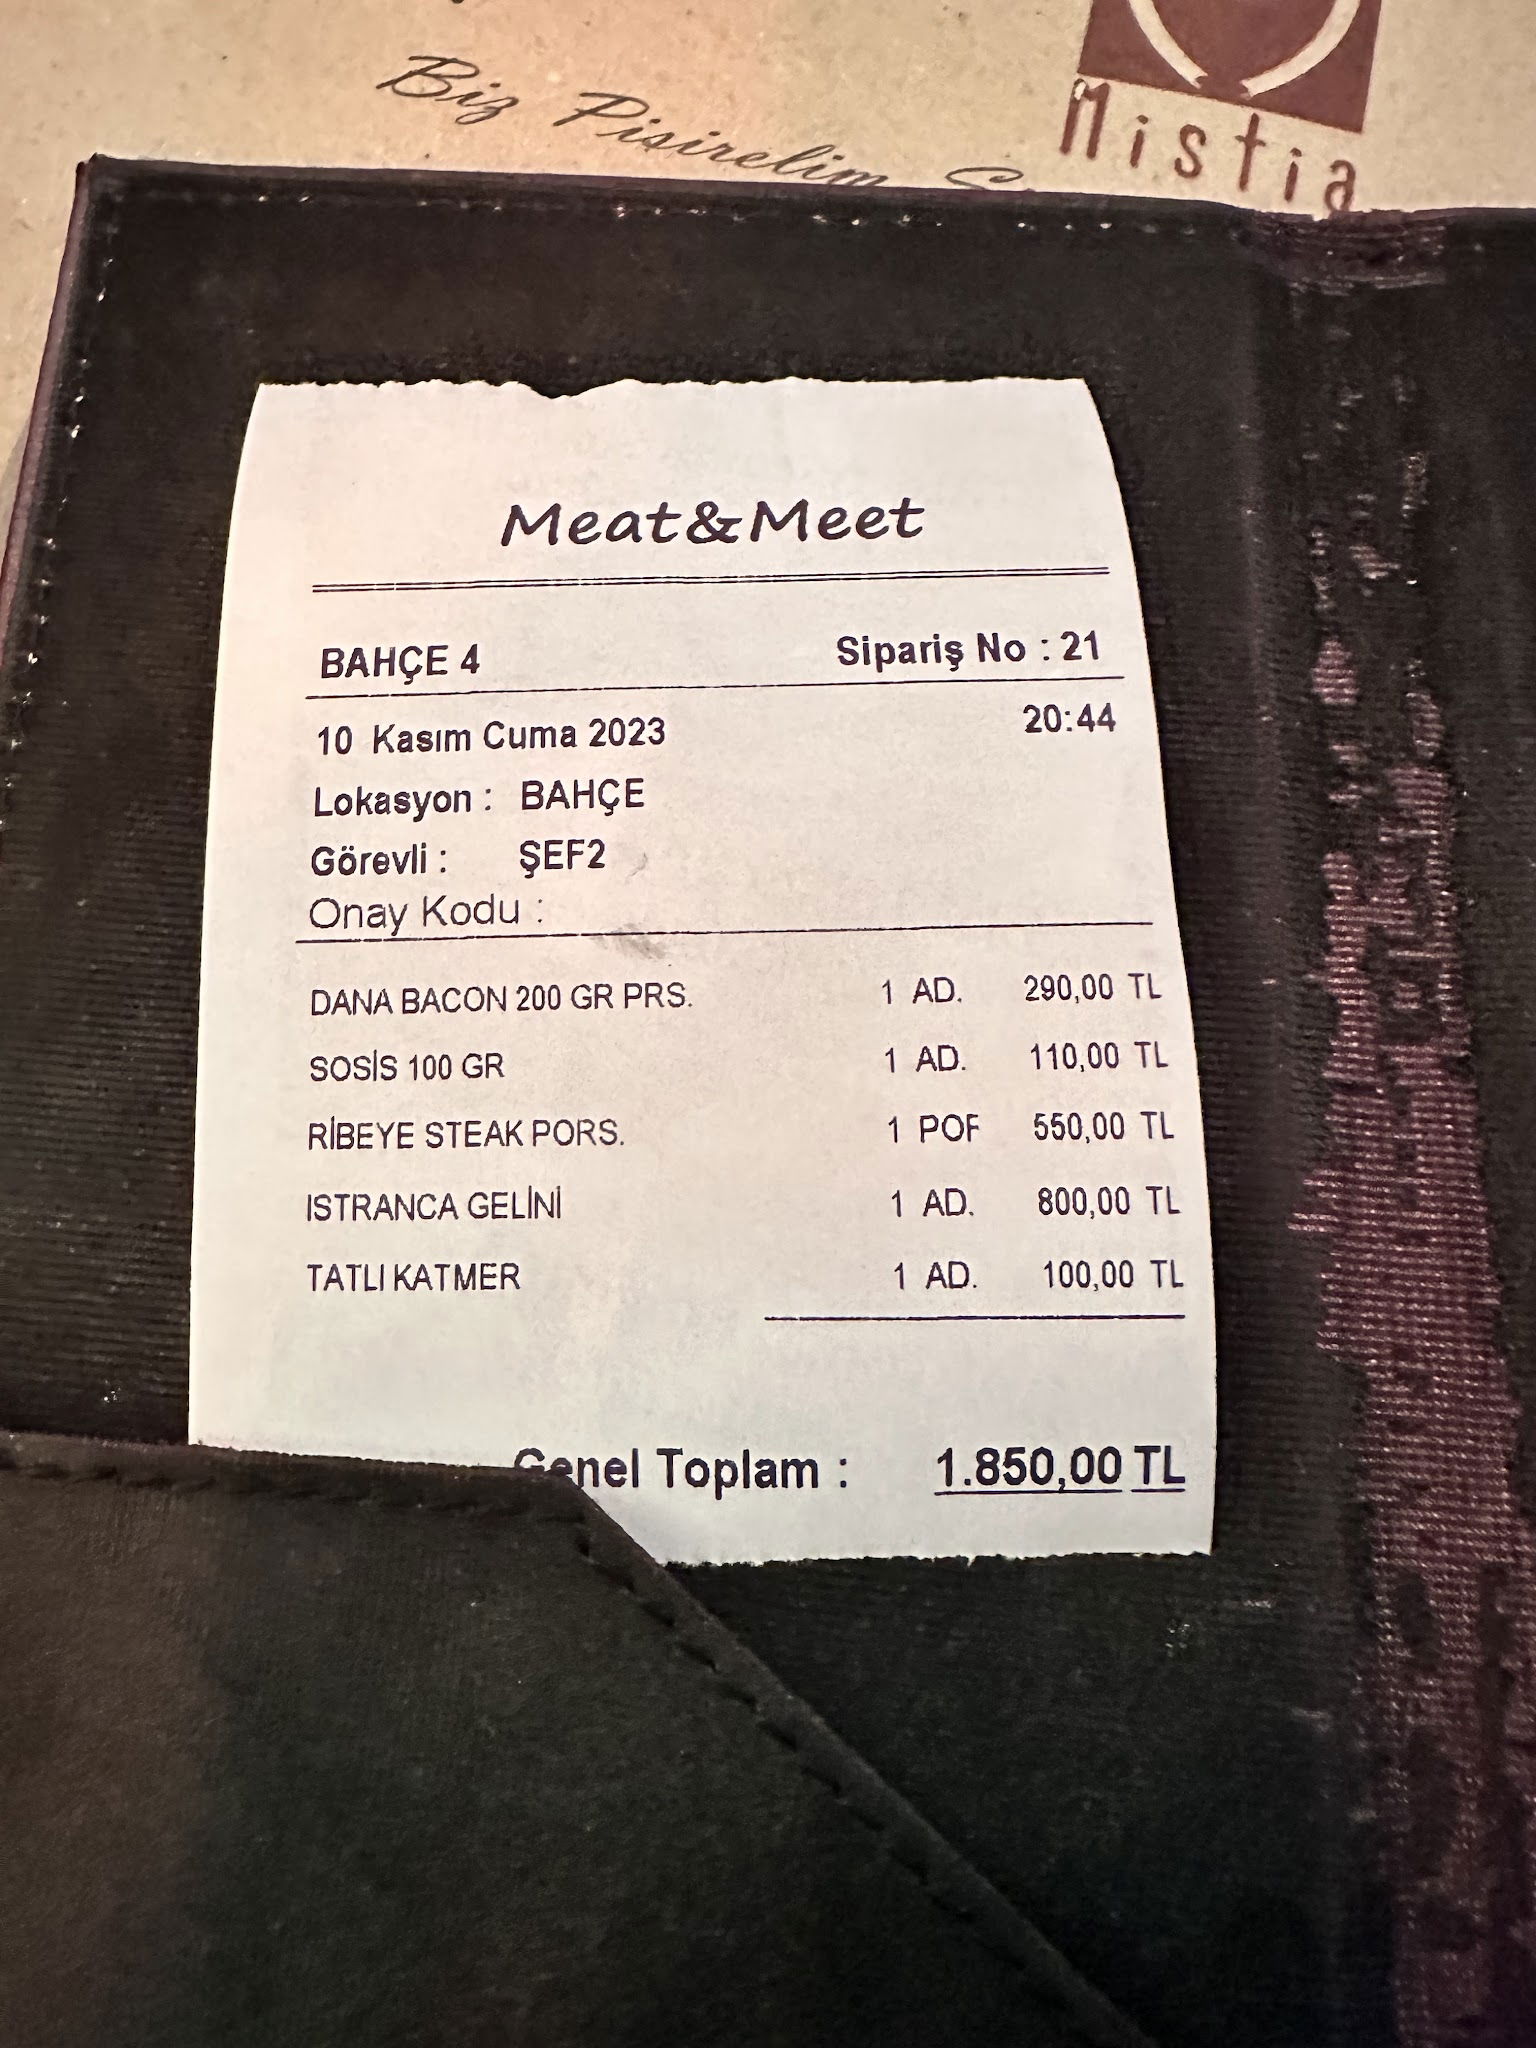 Biz Pişirelim
Mistia
Meat&Meet
BAHÇE 4 Sipariş No : 21
10 Kasım Cuma 2023 20:44
Lokasyon : BAHÇE
Görevli : ŞEF2
Onay Kodu :
DANA BACON 200 GR PRS. 1 AD. 290,00 TL
SOSİS 100 GR 1 AD. 110,00 TL
RİBEYE STEAK PORS. 1 POF 550,00 TL
ISTRANCA GELİNİ 1 AD. 800,00 TL
TATLI KATMER 1 AD. 100,00 TL
Genel Toplam : 1.850,00 TL